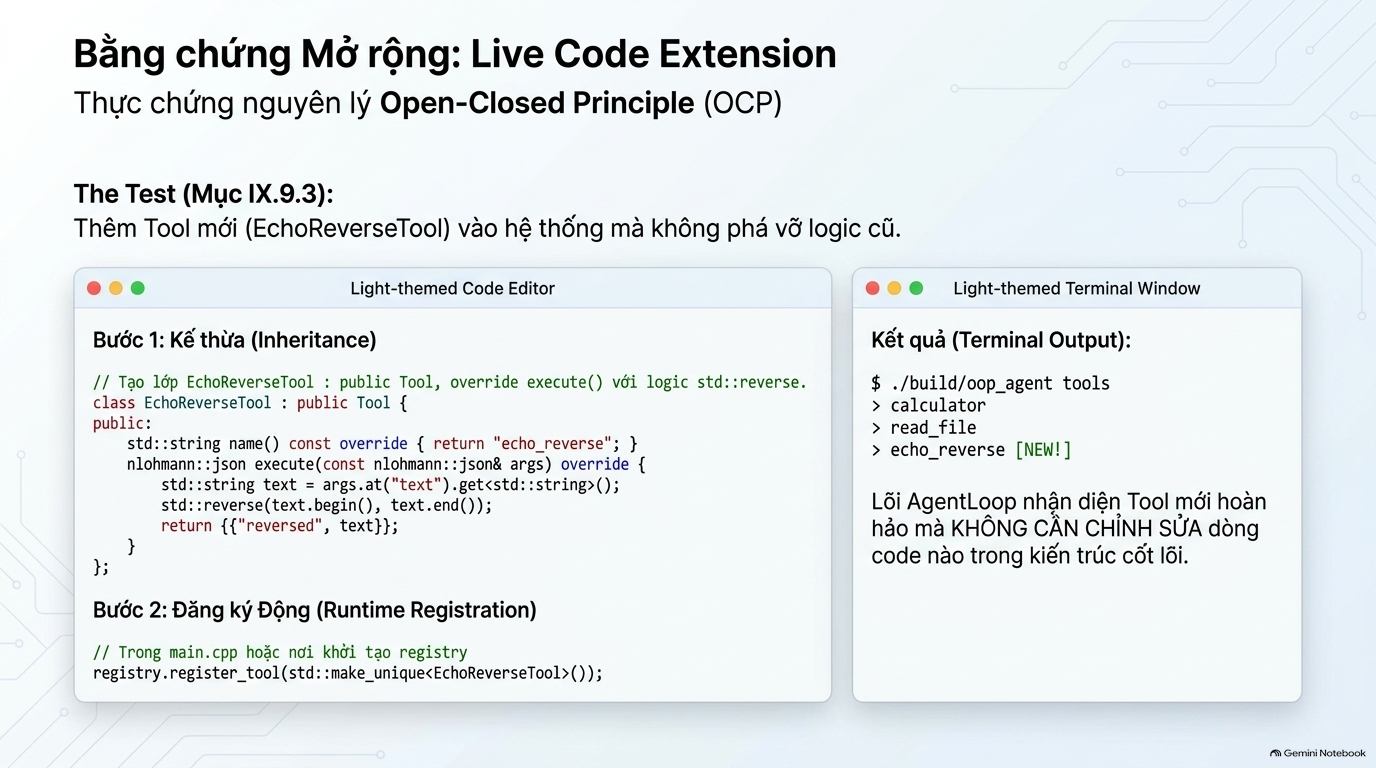 Bằng chứng Mở rộng: Live Code Extension
Thực chứng nguyên lý Open-Closed Principle (OCP)
The Test (Mục IX.9.3):
Thêm Tool mới (EchoReverseTool) vào hệ thống mà không phá vỡ logic cũ.
Light-themed Code Editor
Bước 1: Kế thừa (Inheritance)
// Tạo lớp EchoReverseTool : public Tool, override execute() với logic std::reverse.
class EchoReverseTool : public Tool {
public:
    std::string name() const override { return "echo_reverse"; }
    nlohmann::json execute(const nlohmann::json& args) override {
        std::string text = args.at("text").get<std::string>();
        std::reverse(text.begin(), text.end());
        return {{"reversed", text}};
    }
};
Bước 2: Đăng ký Động (Runtime Registration)
// Trong main.cpp hoặc nơi khởi tạo registry
registry.register_tool(std::make_unique<EchoReverseTool>());
Light-themed Terminal Window
Kết quả (Terminal Output):
$ ./build/oop_agent tools
> calculator
> read_file
> echo_reverse [NEW!]
Lõi AgentLoop nhận diện Tool mới hoàn
hảo mà KHÔNG CẦN CHỈNH SỬA dòng
code nào trong kiến trúc cốt lõi.
Gemini Notebook